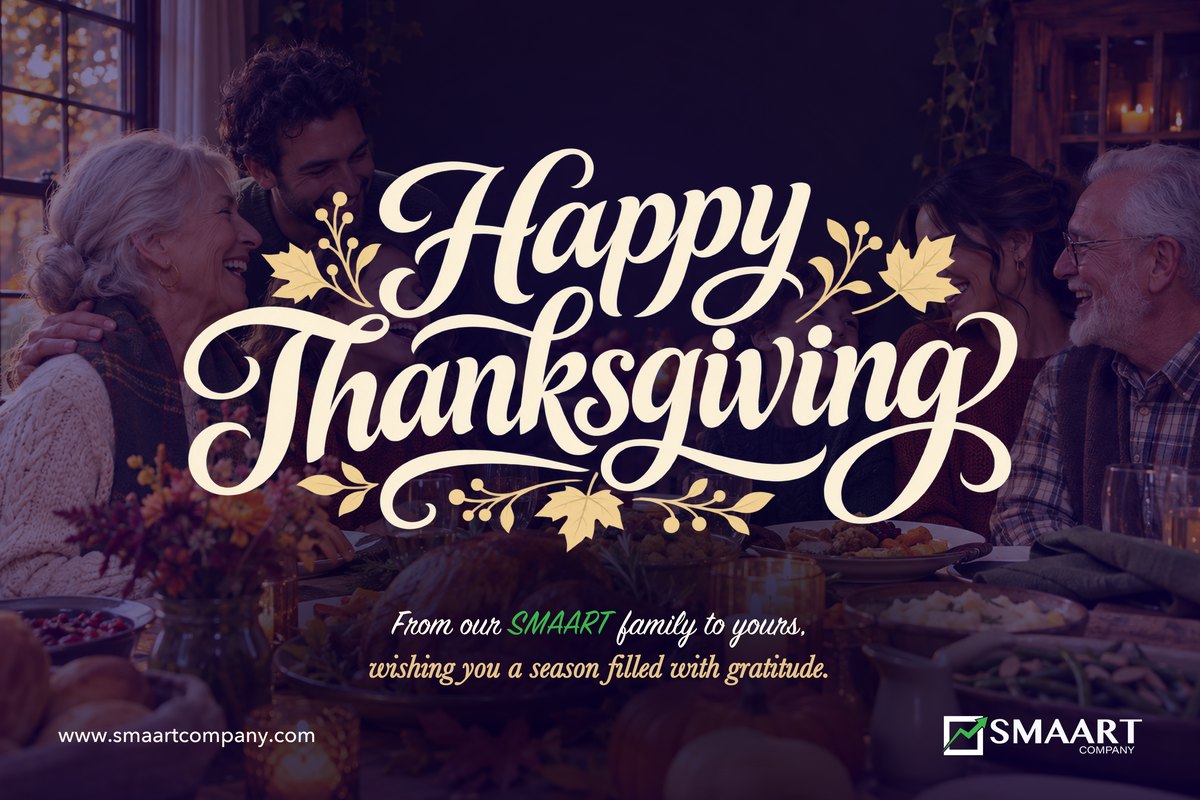 Happy
Thanksgiving
From our SMAART family to yours,
wishing you a season filled with gratitude.
www.smaartcompany.com
SMAART
COMPANY